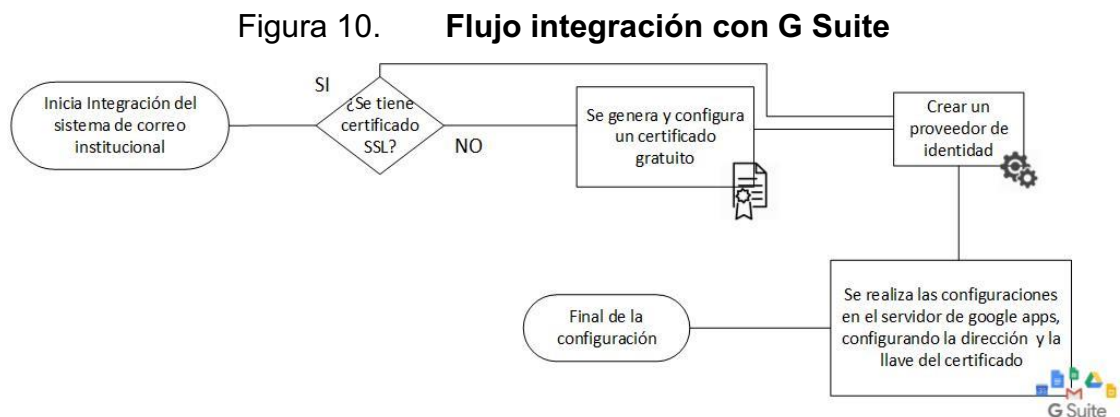 Figura 10. Flujo integración con G Suite
Inicia Integración del
sistema de correo
institucional
SI
¿Se tiene
certificado
SSL?
NO
Se genera y configura
un certificado
gratuito
Crear un
proveedor de
identidad
Se realiza las configuraciones
en el servidor de google apps,
configurando la dirección y la
llave del certificado
Final de la
configuración
G Suite